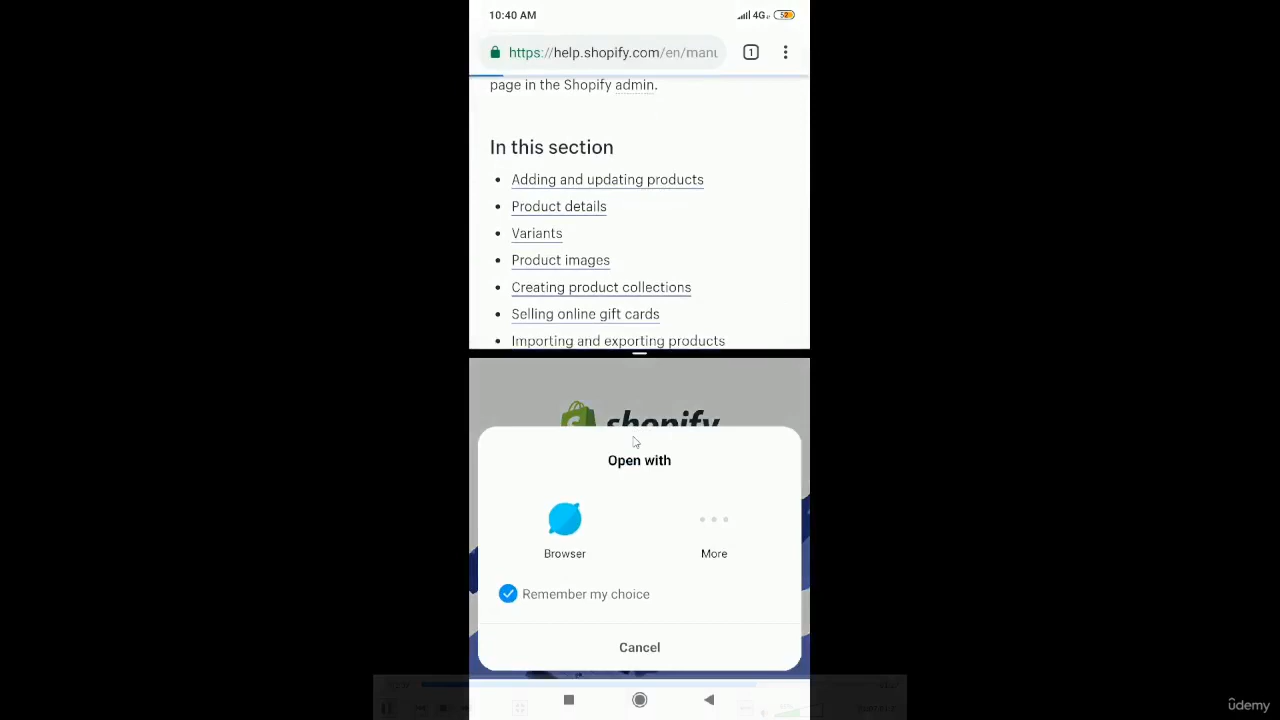 10:40 AM
4G
52
https://help.shopify.com/en/manu
1
page in the Shopify admin.
In this section
Adding and updating products
Product details
Variants
Product images
Creating product collections
Selling online gift cards
Importing and exporting products
shopify
Open with
Browser
More
Remember my choice
Cancel
udemy